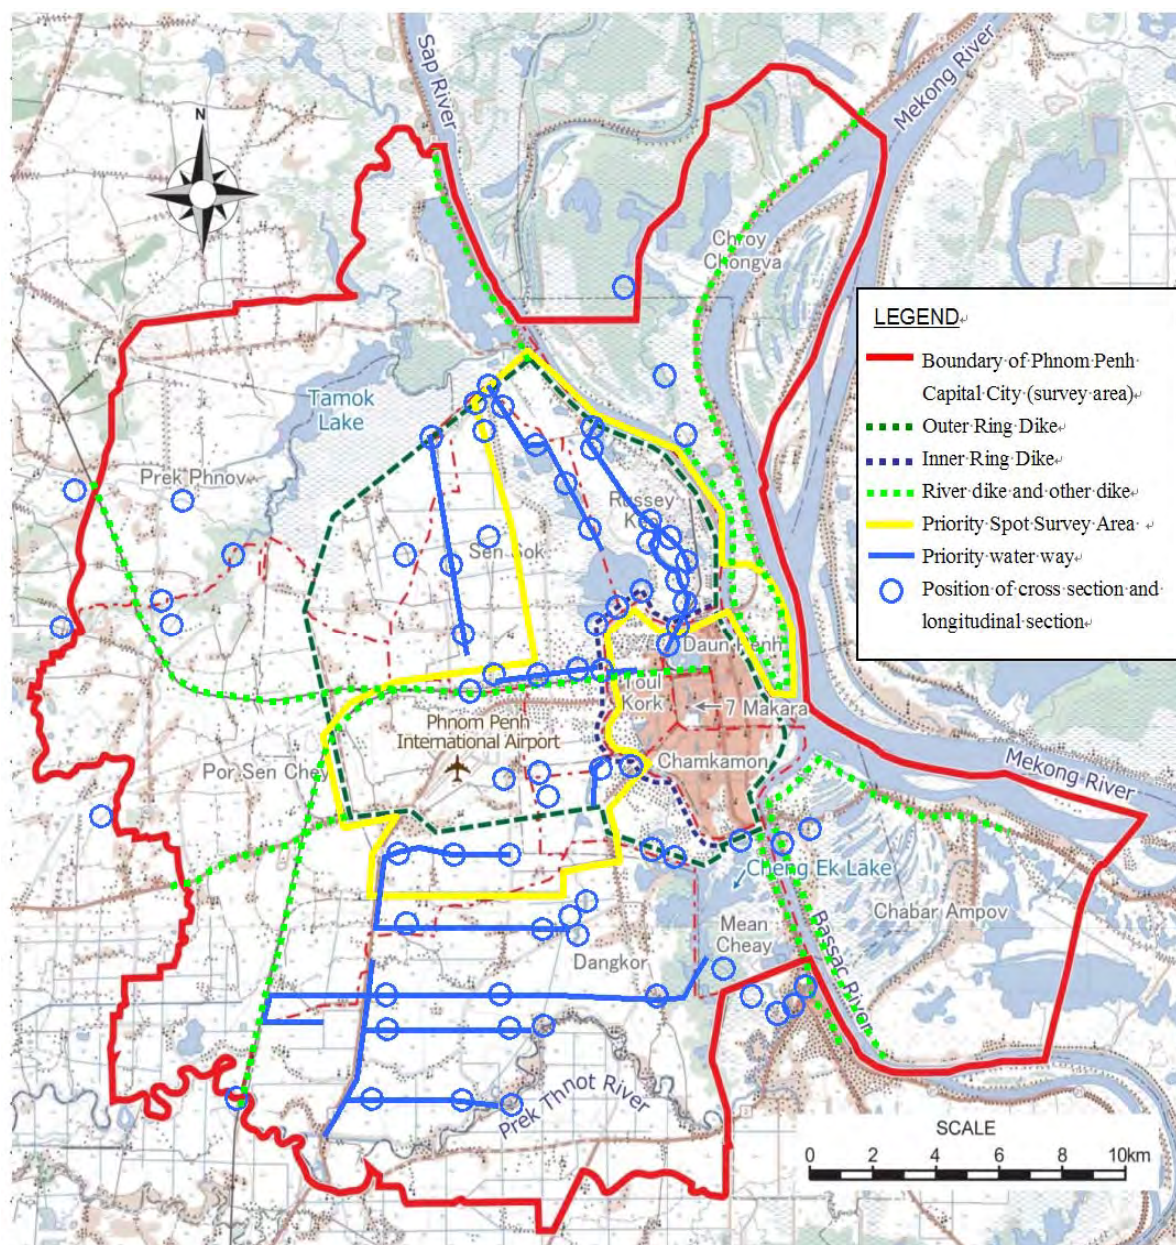 N
Sap River
Mekong River
Chroy
Chongva
LEGEND
Boundary of Phnom Penh
Capital City (survey area)
Outer Ring Dike
Inner Ring Dike
River dike and other dike
Priority Spot Survey Area
Priority water way
Position of cross section and
longitudinal section
Tamok
Lake
Prek Phnov
Russey
Sen Sok
Daun Penh
Toul
Kork
7 Makara
Phnom Penh
International Airport
Chamkamon
Por Sen Chey
Mekong River
Cheng Ek Lake
Chabar Ampov
Mean
Cheay
Bassac River
Dangkor
Prek Thnot River
SCALE
0 2 4 6 8 10km